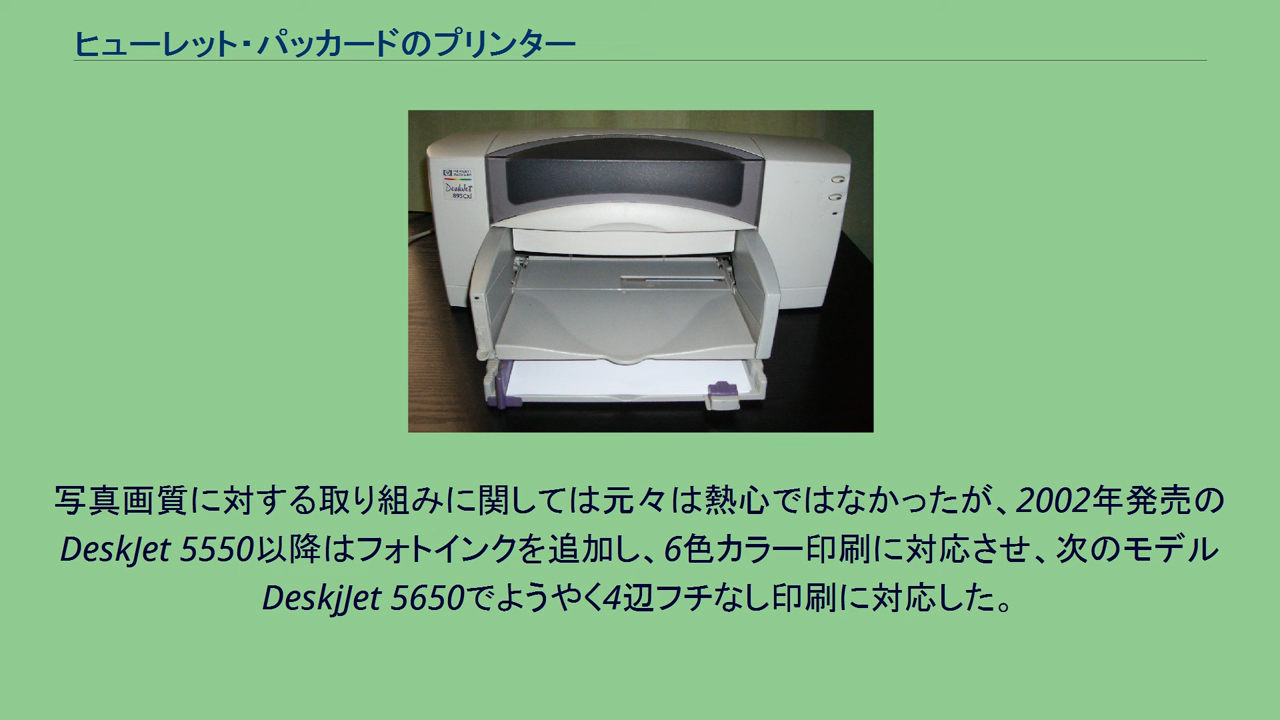 ヒューレット・パッカードのプリンター
hp HEWLETT
PACKARD
DeskJet
895Cxi
写真画質に対する取り組みに関しては元々は熱心ではなかったが、2002年発売の
DeskJet 5550以降はフォトインクを追加し、6色カラー印刷に対応させ、次のモデル
DeskjJet 5650でようやく4辺フチなし印刷に対応した。